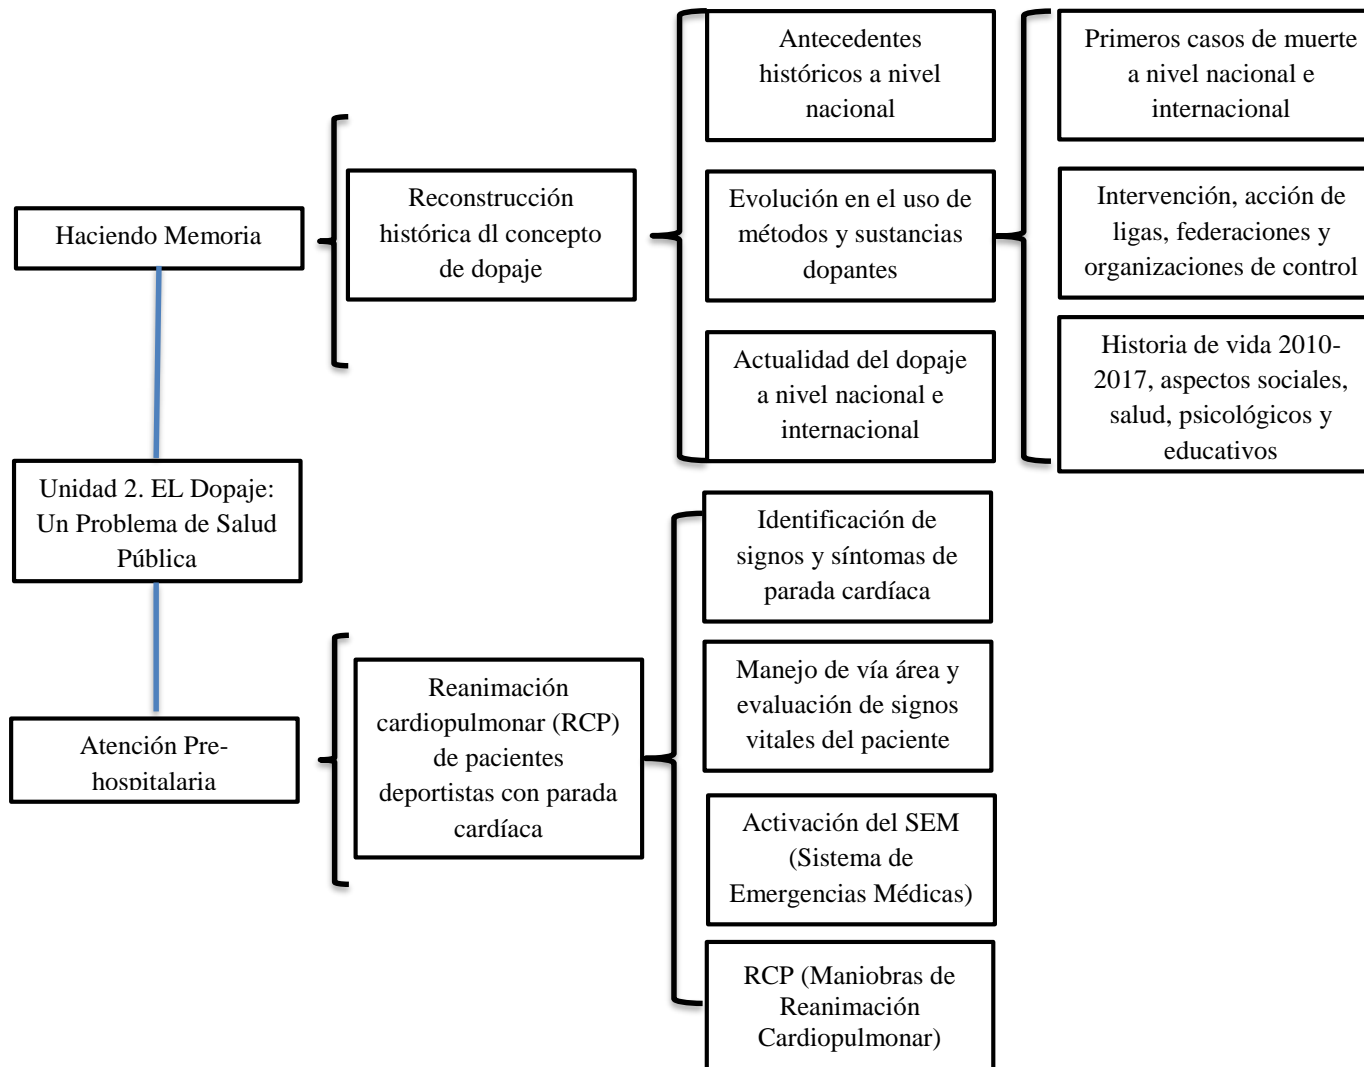 Haciendo Memoria
Reconstrucción
histórica dl concepto
de dopaje
Antecedentes
históricos a nivel
nacional
Evolución en el uso de
métodos y sustancias
dopantes
Actualidad del dopaje
a nivel nacional e
internacional
Primeros casos de muerte
a nivel nacional e
internacional
Intervención, acción de
ligas, federaciones y
organizaciones de control
Historia de vida 2010-
2017, aspectos sociales,
salud, psicológicos y
educativos
Unidad 2. EL Dopaje:
Un Problema de Salud
Pública
Atención Pre-
hospitalaria
Reanimación
cardiopulmonar (RCP)
de pacientes
deportistas con parada
cardíaca
Identificación de
signos y síntomas de
parada cardíaca
Manejo de vía área y
evaluación de signos
vitales del paciente
Activación del SEM
(Sistema de
Emergencias Médicas)
RCP (Maniobras de
Reanimación
Cardiopulmonar)